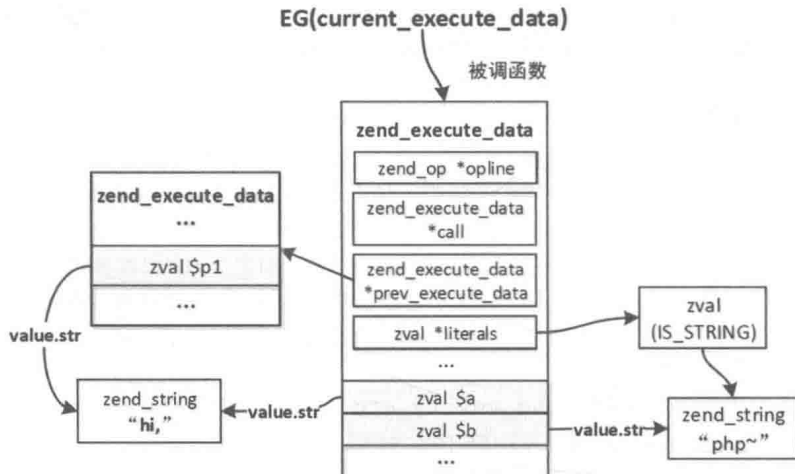 EG(current_execute_data)
被调函数
zend_execute_data
zend_op *opline
zend_execute_data
*call
zend_execute_data
*prev_execute_data
zval *literals
...
zval $a
zval $b
...
zend_execute_data
...
zval $p1
...
value.str
zend_string
“hi,”
value.str
value.str
zval
(IS_STRING)
zend_string
“php~”